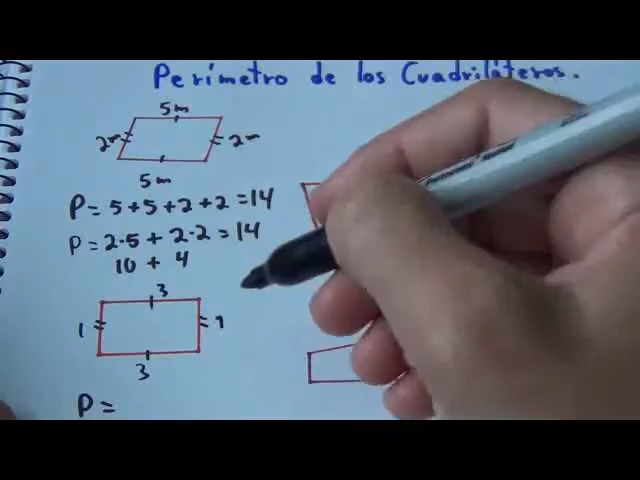 Perímetro de los Cuadriláteros.
5m
2m 2m
5m
P = 5 + 5 + 2 + 2 = 14
P = 2·5 + 2·2 = 14
10 + 4
3
1 1
3
P =